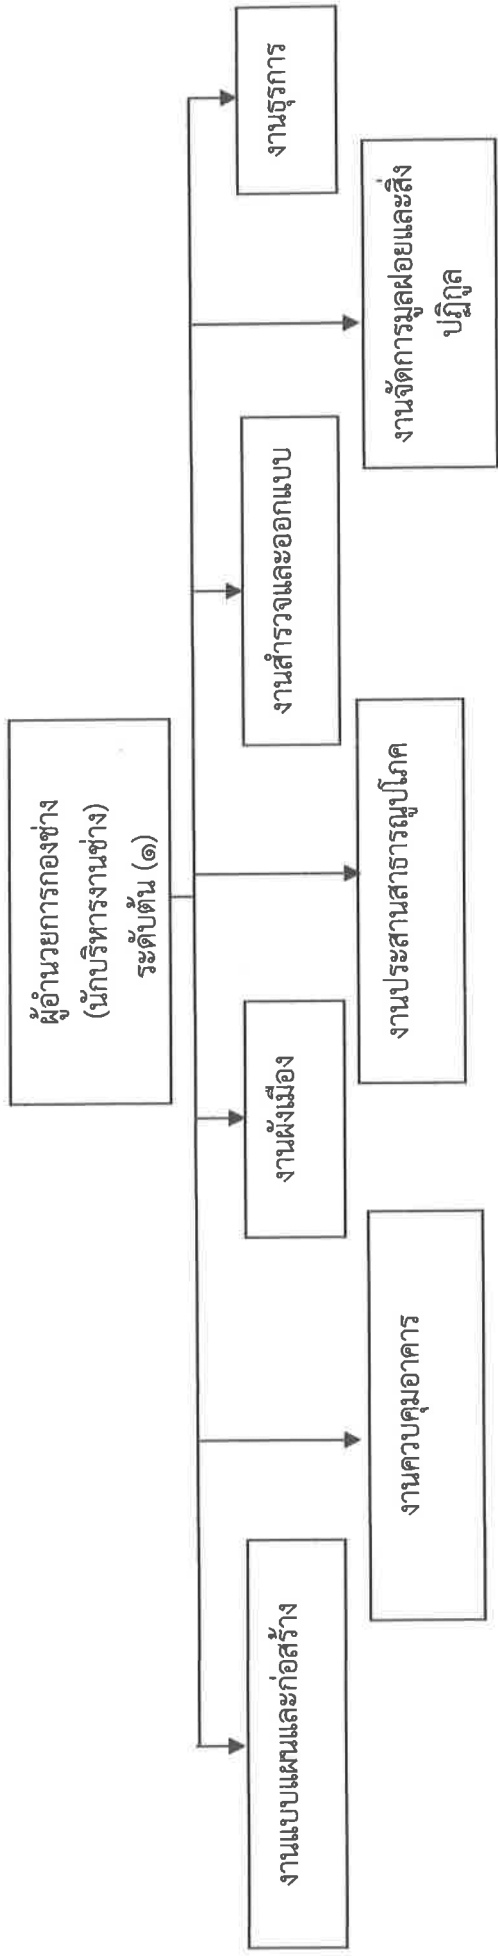 ผู้อำนวยการกองช่าง
(นักบริหารงานช่าง)
ระดับต้น (๑)
งานแบบแผนและก่อสร้าง
งานควบคุมอาคาร
งานผังเมือง
งานประสานสาธารณูปโภค
งานสำรวจและออกแบบ
งานจัดการมูลฝอยและสิ่ง
ปฏิกูล
งานธุรการ